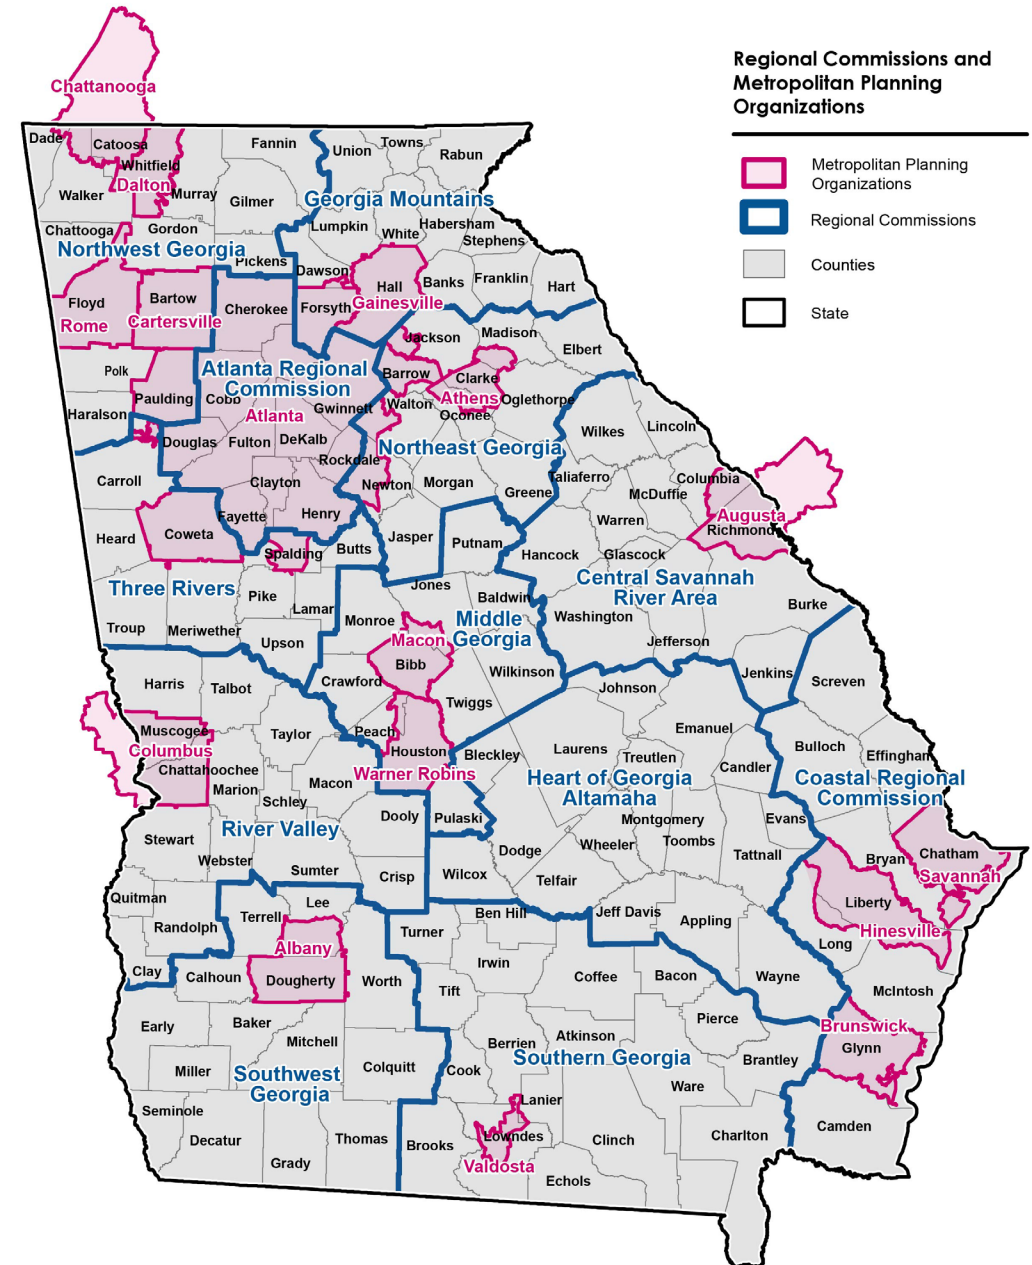 Regional Commissions and
Metropolitan Planning
Organizations
Metropolitan Planning
Organizations
Regional Commissions
Counties
State
Chattanooga
Dade
Catoosa
Fannin
Union
Towns
Rabun
Whitfield
Dalton
Murray
Walker
Gilmer
Georgia Mountains
Chattooga
Gordon
Lumpkin
White
Habersham
Stephens
Northwest Georgia
Pickens
Dawson
Banks
Franklin
Hart
Hall
Floyd
Bartow
Cherokee
Forsyth
Gainesville
Rome
Cartersville
Jackson
Madison
Elbert
Polk
Atlanta Regional
Commission
Barrow
Clarke
Haralson
Paulding
Cobb
Gwinnett
Walton
Athens
Oglethorpe
Atlanta
Oconee
Wilkes
Lincoln
Douglas
Fulton
DeKalb
Northeast Georgia
Rockdale
Carroll
Clayton
Newton
Morgan
Greene
Taliaferro
McDuffie
Columbia
Fayette
Henry
Warren
Augusta
Richmond
Heard
Coweta
Spalding
Butts
Jasper
Putnam
Hancock
Glascock
Three Rivers
Pike
Lamar
Jones
Baldwin
Central Savannah
River Area
Burke
Troup
Meriwether
Upson
Monroe
Middle
Georgia
Washington
Jefferson
Macon
Bibb
Harris
Talbot
Crawford
Wilkinson
Johnson
Jenkins
Screven
Twiggs
Muscogee
Columbus
Taylor
Peach
Houston
Bleckley
Laurens
Emanuel
Treutlen
Candler
Bulloch
Effingham
Chattahoochee
Marion
Macon
Warner Robins
Heart of Georgia
Altamaha
Coastal Regional
Commission
Schley
River Valley
Dooly
Pulaski
Montgomery
Evans
Stewart
Webster
Dodge
Wheeler
Toombs
Tattnall
Bryan
Chatham
Savannah
Sumter
Crisp
Wilcox
Telfair
Quitman
Lee
Terrell
Liberty
Randolph
Ben Hill
Jeff Davis
Appling
Hinesville
Turner
Albany
Long
Clay
Calhoun
Dougherty
Worth
Irwin
Tift
Coffee
Bacon
Wayne
McIntosh
Early
Baker
Mitchell
Pierce
Brunswick
Berrien
Atkinson
Glynn
Southern Georgia
Miller
Southwest
Georgia
Colquitt
Cook
Brantley
Ware
Seminole
Lanier
Decatur
Thomas
Brooks
Lowndes
Clinch
Charlton
Camden
Grady
Valdosta
Echols